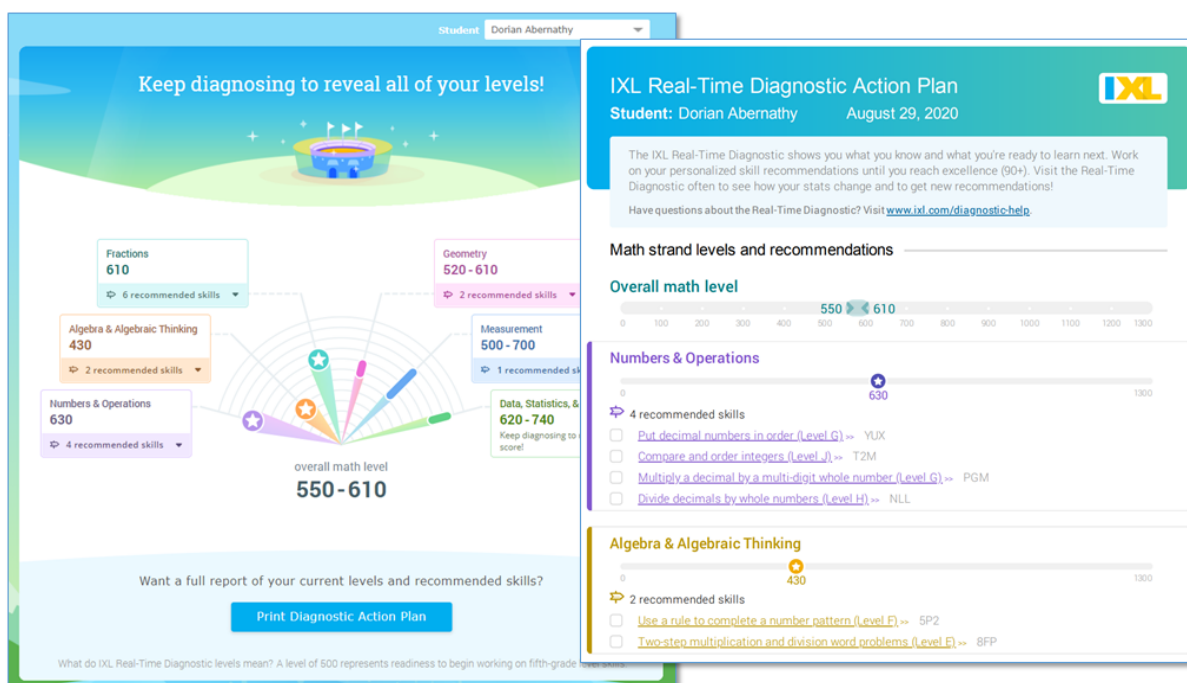 Student Dorian Abernathy
Keep diagnosing to reveal all of your levels!
Fractions
610
6 recommended skills
Geometry
520 - 610
2 recommended skills
Algebra & Algebraic Thinking
430
2 recommended skills
Measurement
500 - 700
1 recommended
Numbers & Operations
630
4 recommended skills
Data, Statistics, &
620 - 740
Keep diagnosing to
score!
overall math level
550 - 610
Want a full report of your current levels and recommended skills?
Print Diagnostic Action Plan
What do IXL Real-Time Diagnostic levels mean? A level of 500 represents readiness to begin working on fifth-grade level skills.
IXL Real-Time Diagnostic Action Plan
IXL
Student: Dorian Abernathy August 29, 2020
The IXL Real-Time Diagnostic shows you what you know and what you're ready to learn next. Work
on your personalized skill recommendations until you reach excellence (90+). Visit the Real-Time
Diagnostic often to see how your stats change and to get new recommendations!
Have questions about the Real-Time Diagnostic? Visit www.ixl.com/diagnostic-help.
Math strand levels and recommendations
Overall math level
550 610
0 100 200 300 400 500 600 700 800 900 1000 1100 1200 1300
Numbers & Operations
0 630 1300
4 recommended skills
Put decimal numbers in order (Level G) >> YUX
Compare and order integers (Level J) >> T2M
Multiply a decimal by a multi-digit whole number (Level G) >> PGM
Divide decimals by whole numbers (Level H) >> NLL
Algebra & Algebraic Thinking
0 430 1300
2 recommended skills
Use a rule to complete a number pattern (Level F) >> 5P2
Two-step multiplication and division word problems (Level E) >> 8FP